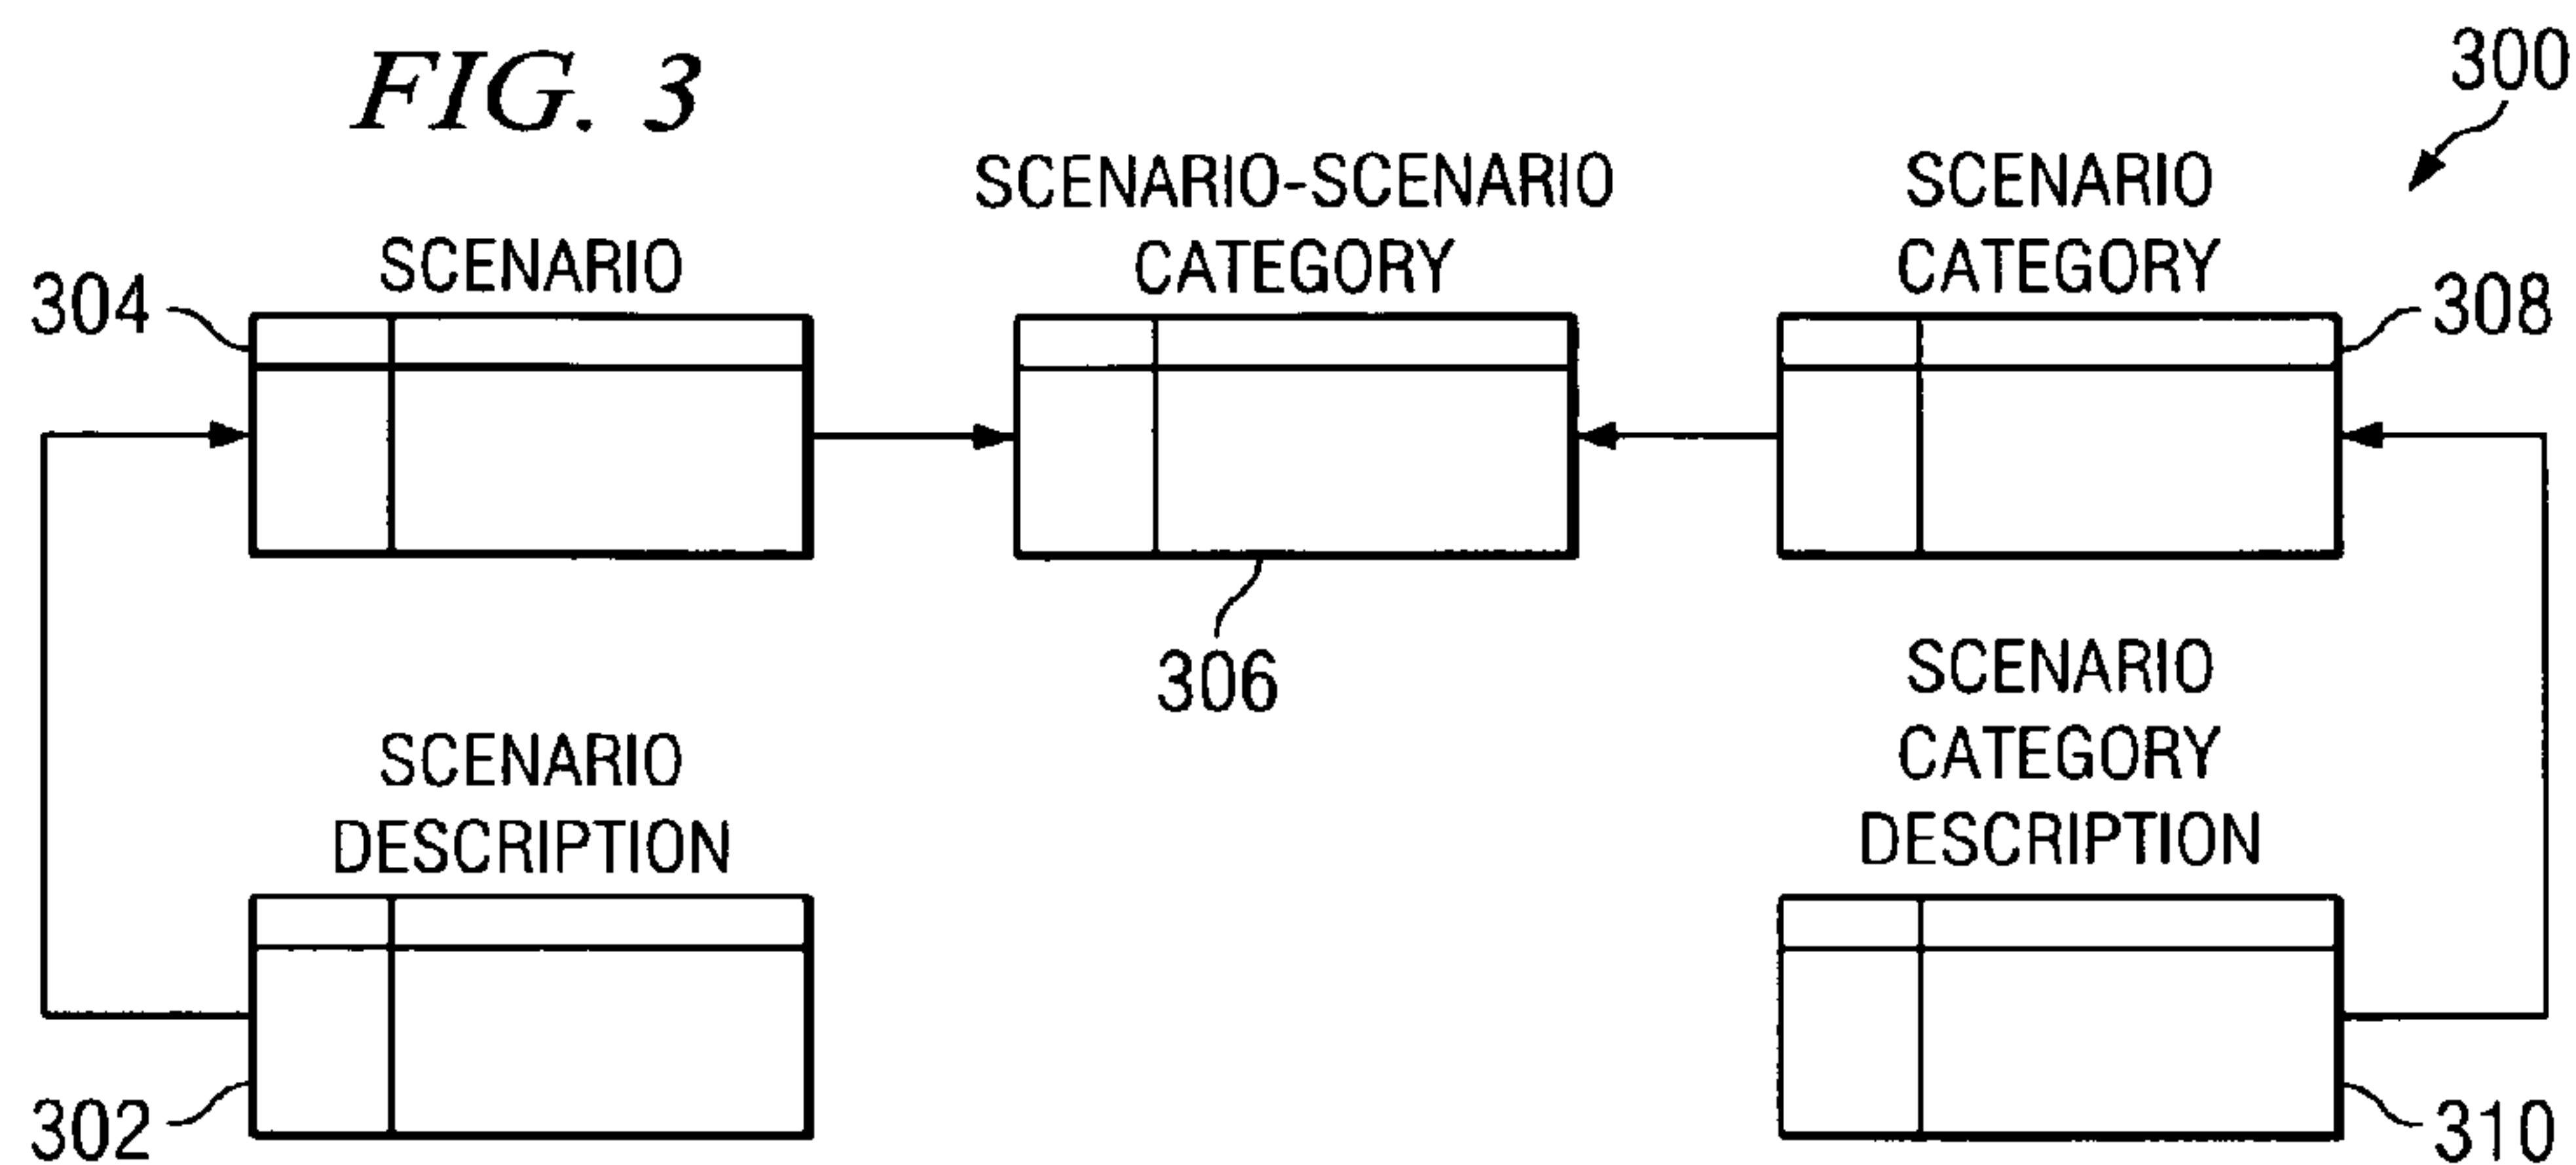 FIG. 3
300
SCENARIO
SCENARIO-SCENARIO
CATEGORY
SCENARIO
CATEGORY
304
308
306
SCENARIO
DESCRIPTION
SCENARIO
CATEGORY
DESCRIPTION
302
310